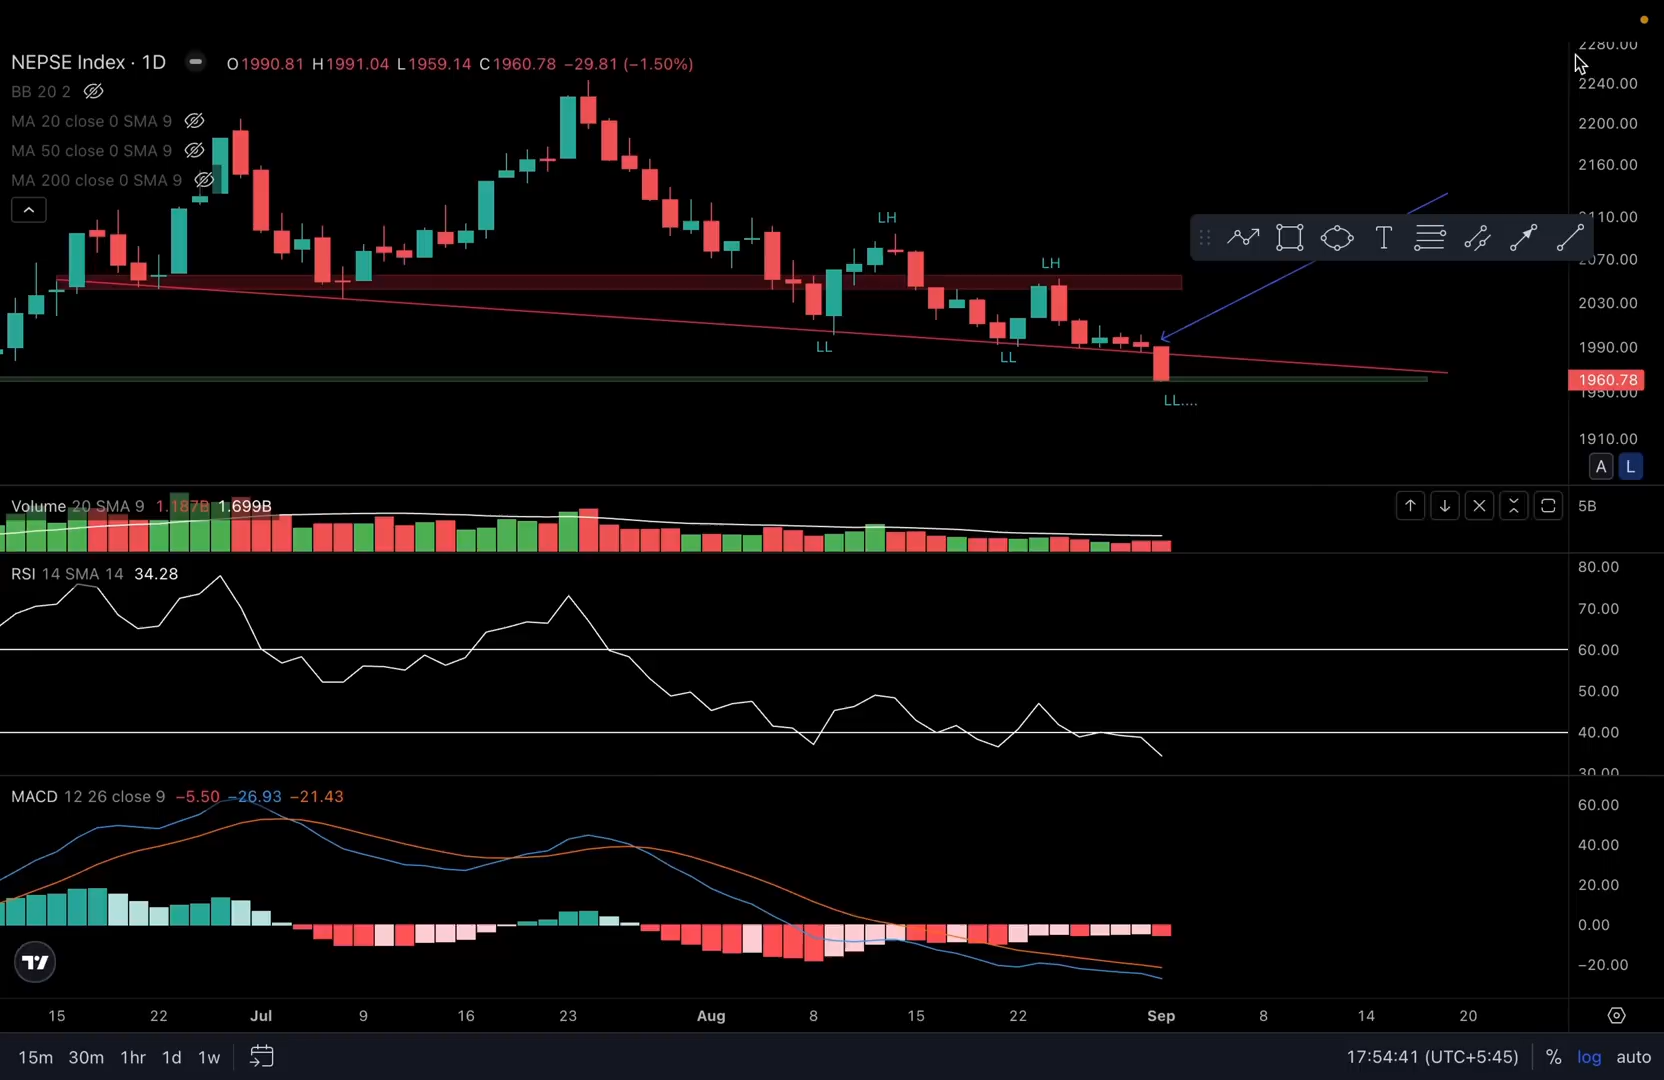 2280.00
NEPSE Index · 1D O1990.81 H1991.04 L1959.14 C1960.78 −29.81 (−1.50%)
BB 20 2
2240.00
MA 20 close 0 SMA 9
2200.00
MA 50 close 0 SMA 9
2160.00
MA 200 close 0 SMA 9
LH
2110.00
T
LH
2070.00
2030.00
LL
LL
1990.00
1960.78
1950.00
LL....
1910.00
A L
Volume 20 SMA 9 1.187B 1.699B
5B
RSI 14 SMA 14 34.28
80.00
70.00
60.00
50.00
40.00
30.00
MACD 12 26 close 9 −5.50 −26.93 −21.43
60.00
40.00
20.00
0.00
−20.00
15 22 Jul 9 16 23 Aug 8 15 22 Sep 8 14 20
15m 30m 1hr 1d 1w 17:54:41 (UTC+5:45) % log auto